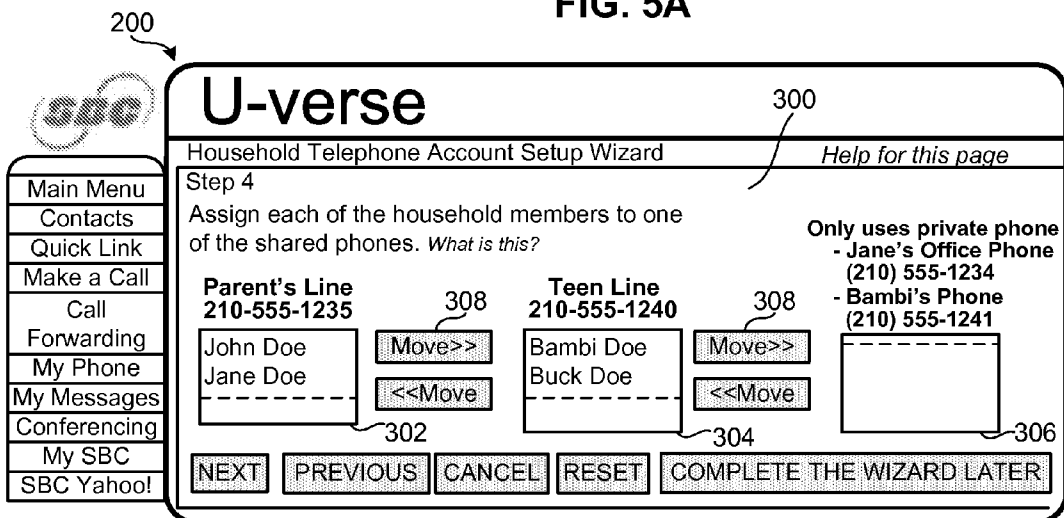 FIG. 5A
200
SBC
U-verse
300
Household Telephone Account Setup Wizard
Help for this page
Main Menu
Contacts
Quick Link
Make a Call
Call
Forwarding
My Phone
My Messages
Conferencing
My SBC
SBC Yahoo!
Step 4
Assign each of the household members to one
of the shared phones. What is this?
Parent's Line
210-555-1235
308
John Doe
Jane Doe
Move>>
<<Move
302
Teen Line
210-555-1240
308
Bambi Doe
Buck Doe
Move>>
<<Move
304
Only uses private phone
- Jane's Office Phone
(210) 555-1234
- Bambi's Phone
(210) 555-1241
306
NEXT PREVIOUS CANCEL RESET COMPLETE THE WIZARD LATER